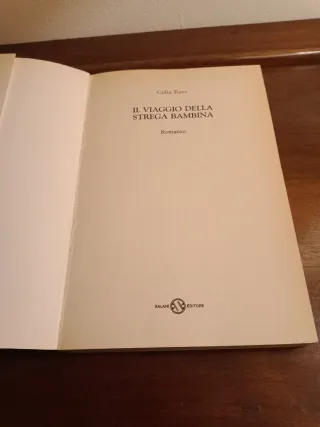 Celia Rees
IL VIAGGIO DELLA
STREGA BAMBINA
Romanzo
SALANI EDITORE